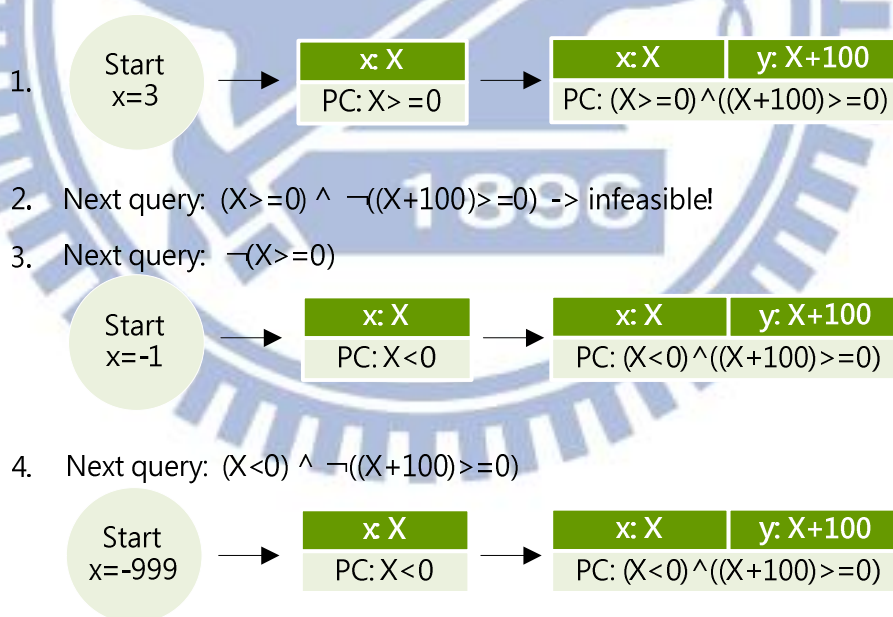 1.
Start
x=3
x: X
PC: X>=0
x: X y: X+100
PC: (X>=0)^((X+100)>=0)
1896
2. Next query: (X>=0) ^ ¬((X+100)>=0) -> infeasible!
3. Next query: ¬(X>=0)
Start
x=-1
x: X
PC: X<0
x: X y: X+100
PC: (X<0)^((X+100)>=0)
4. Next query: (X<0) ^ ¬((X+100)>=0)
Start
x=-999
x: X
PC: X<0
x: X y: X+100
PC: (X<0)^((X+100)>=0)